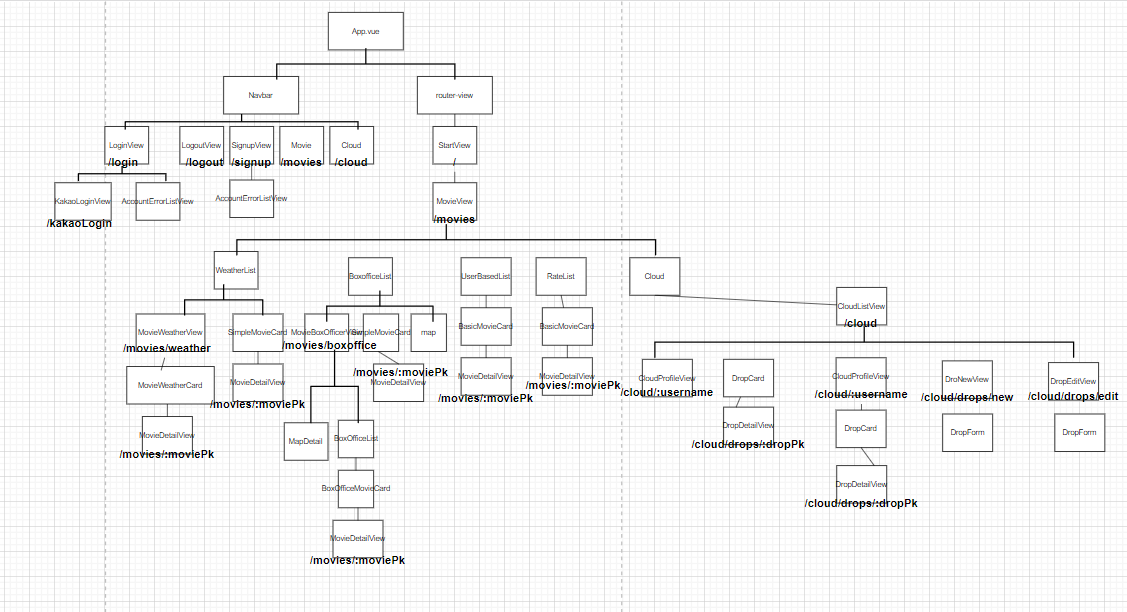 App.vue
Navbar
router-view
LoginView
/login
LogoutView
/logout
SignupView
/signup
Movie
/movies
Cloud
/cloud
StartView
/
KakaoLoginView
/kakaoLogin
AccountErrorListView
AccountErrorListView
MovieView
/movies
WeatherList
BoxofficeList
UserBasedList
RateList
Cloud
CloudListView
/cloud
MovieWeatherView
/movies/weather
SimpleMovieCard
MovieBoxOfficerView
/movies/boxoffice
SimpleMovieCard
map
BasicMovieCard
BasicMovieCard
MovieWeatherCard
MovieDetailView
/movies/:moviePk
/movies/:moviePk
MovieDetailView
MovieDetailView
/movies/:moviePk
MovieDetailView
/movies/:moviePk
CloudProfileView
/cloud/:username
DropCard
CloudProfileView
/cloud/:username
DroNewView
/cloud/drops/new
DropEditView
/cloud/drops/edit
MovieDetailView
/movies/:moviePk
MapDetail
BoxOfficeList
DropDetailView
/cloud/drops/:dropPk
DropCard
DropForm
DropForm
BoxOfficeMovieCard
DropDetailView
/cloud/drops/:dropPk
MovieDetailView
/movies/:moviePk